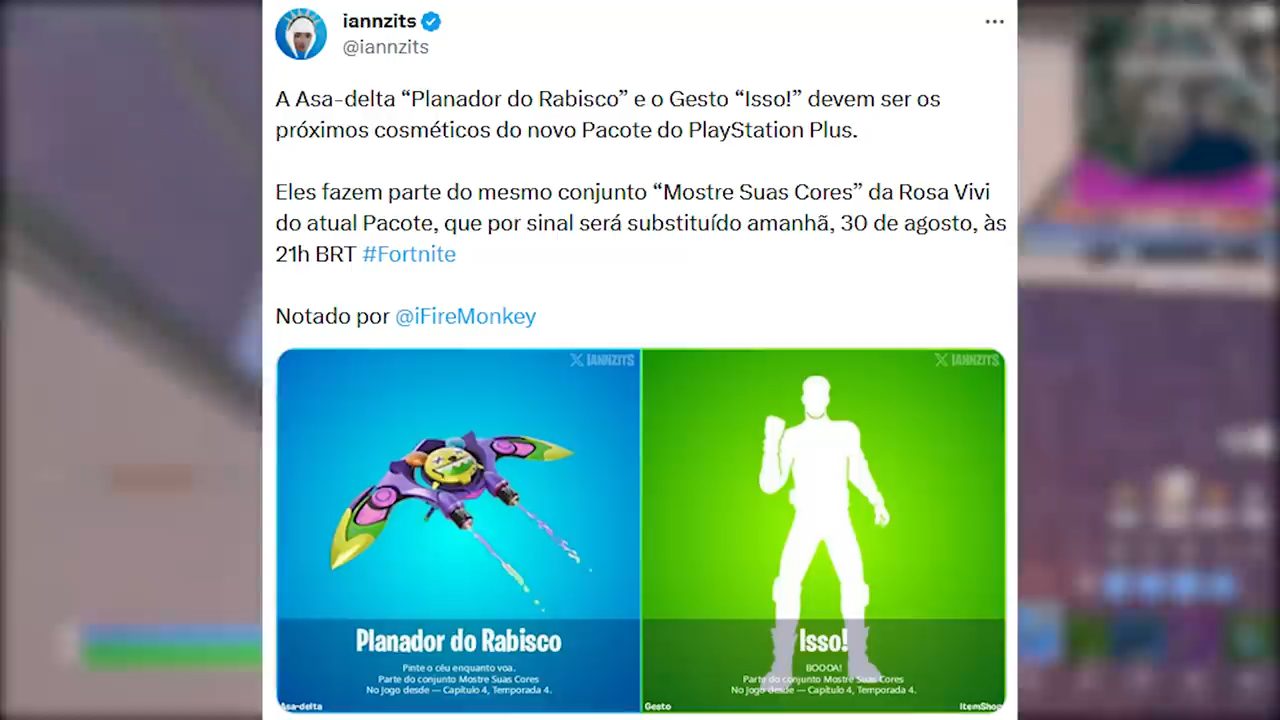 iannzits
@iannzits
A Asa-delta “Planador do Rabisco” e o Gesto “Isso!” devem ser os
próximos cosméticos do novo Pacote do PlayStation Plus.
Eles fazem parte do mesmo conjunto “Mostre Suas Cores” da Rosa Vivi
do atual Pacote, que por sinal será substituído amanhã, 30 de agosto, às
21h BRT #Fortnite
Notado por @iFireMonkey
X IANNZITS
X IANNZITS
Planador do Rabisco
Pinte o céu enquanto voa.
Parte do conjunto Mostre Suas Cores
No Jogo desde — Capítulo 4, Temporada 4.
Asa-delta
Isso!
BOOOA!
Parte do conjunto Mostre Suas Cores
No Jogo desde — Capítulo 4, Temporada 4.
Gesto
ItemShop